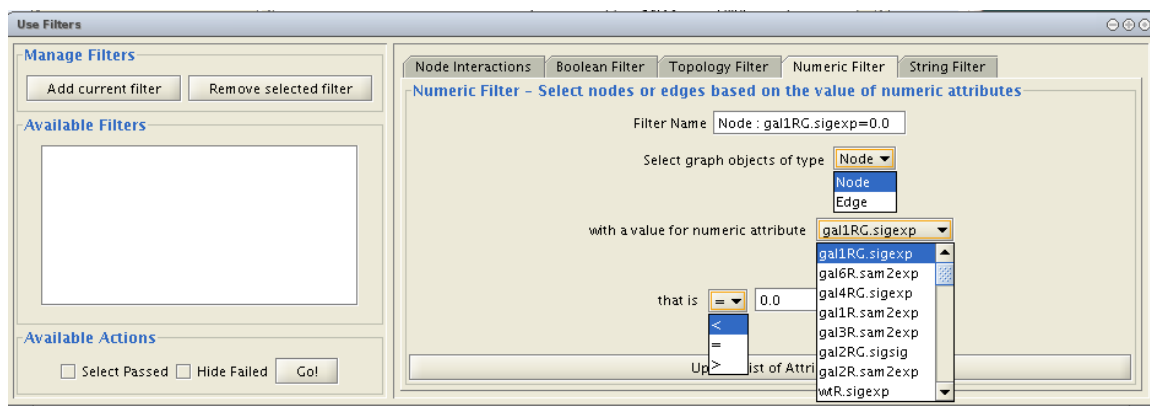 Use Filters
Manage Filters
Add current filter
Remove selected filter
Available Filters
Available Actions
Select Passed
Hide Failed
Go!
Node Interactions
Boolean Filter
Topology Filter
Numeric Filter
String Filter
Numeric Filter – Select nodes or edges based on the value of numeric attributes
Filter Name
Node : gal1RG.sigexp=0.0
Select graph objects of type
Node
Node
Edge
with a value for numeric attribute
gal1RG.sigexp
gal1RG.sigexp
gal6R.sam2exp
gal4RG.sigexp
gal1R.sam2exp
gal3R.sam2exp
gal2RG.sigsig
gal2R.sam2exp
wtR.sigexp
that is
=
0.0
<
=
>
Up
ist of Attri